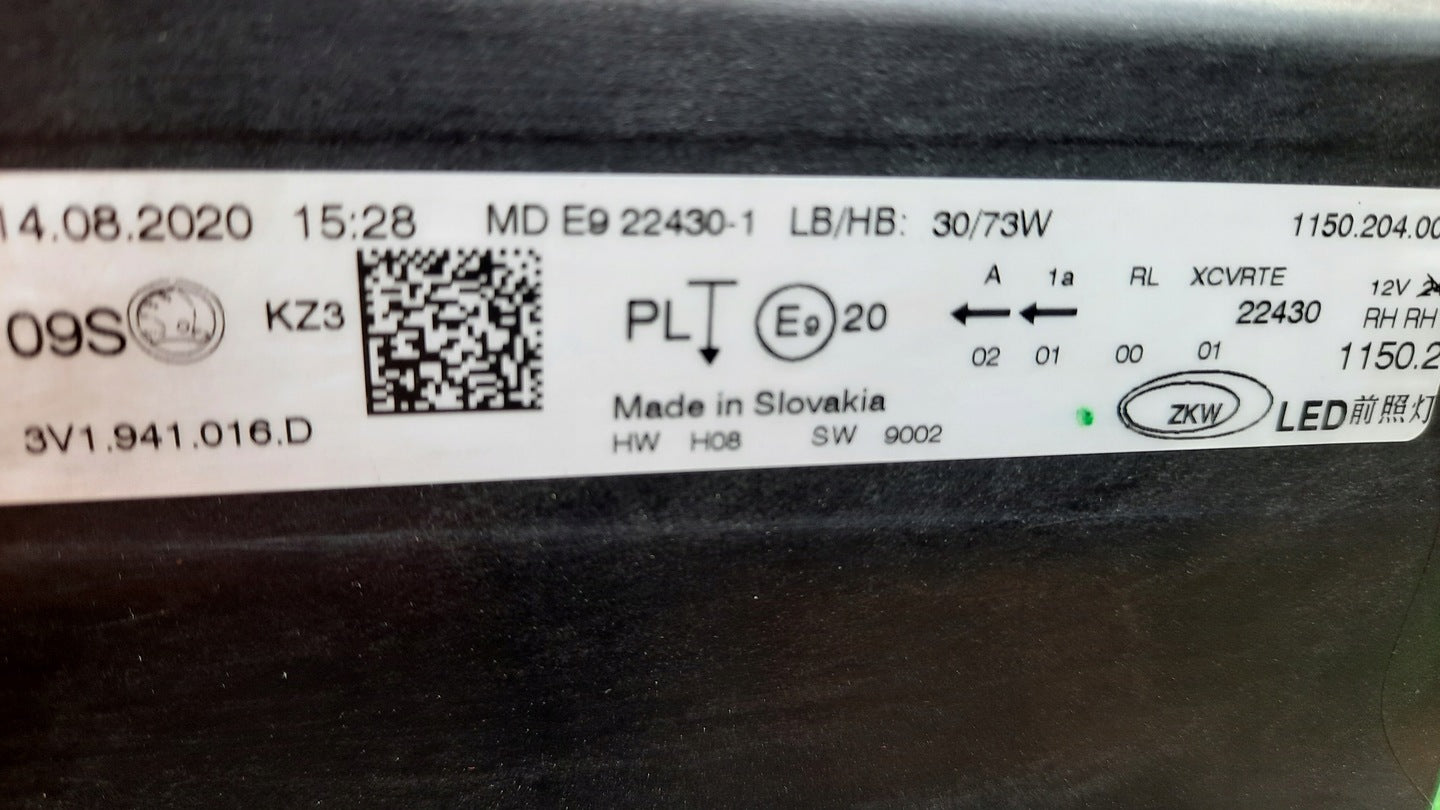 14.08.2020 15:28 MD E9 22430-1 LB/HB: 30/73W 1150.204.00
A 1a RL XCVRTE 12V
09S KZ3 PL E9 20 22430 RH RH
02 01 00 01 1150.2
3V1.941.016.D Made in Slovakia ZKW LED前照灯
HW H08 SW 9002